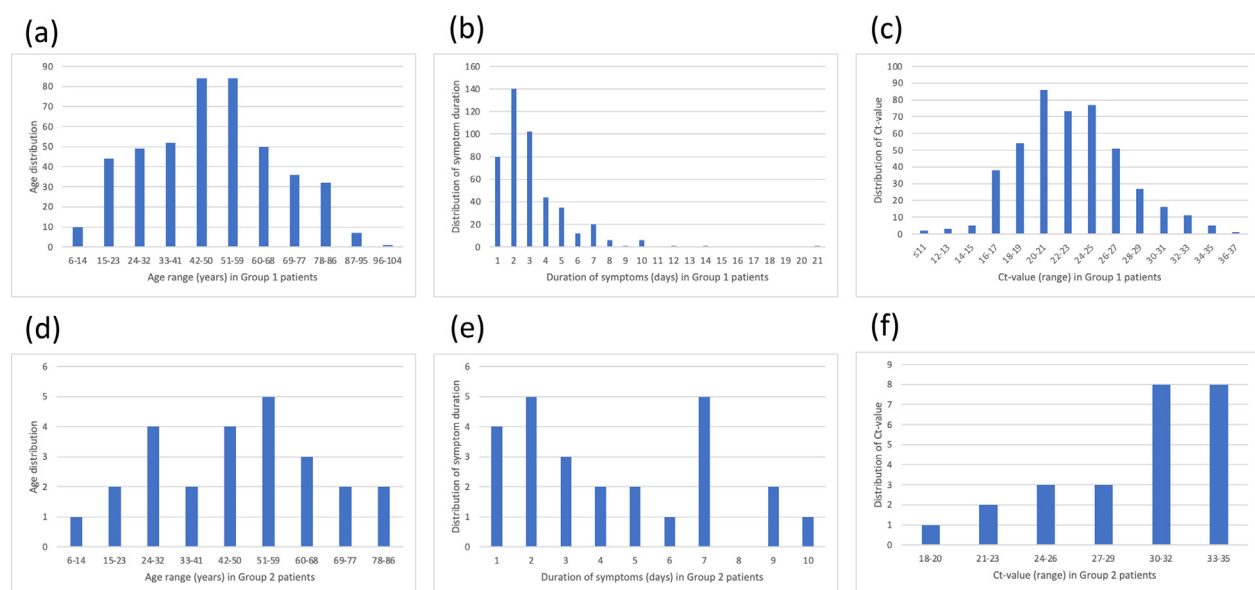 (a)
90
80
70
60
50
40
30
20
10
0
Age distribution
6-14 15-23 24-32 33-41 42-50 51-59 60-68 69-77 78-86 87-95 96-104
Age range (years) in Group 1 patients
(b)
160
140
120
100
80
60
40
20
0
Distribution of symptom duration
1 2 3 4 5 6 7 8 9 10 11 12 13 14 15 16 17 18 19 20 21
Duration of symptoms (days) in Group 1 patients
(c)
100
90
80
70
60
50
40
30
20
10
0
Distribution of Ct-value
≤11 12-13 14-15 16-17 18-19 20-21 22-23 24-25 26-27 28-29 30-31 32-33 34-35 36-37
Ct-value (range) in Group 1 patients
(d)
6
5
4
3
2
1
0
Age distribution
6-14 15-23 24-32 33-41 42-50 51-59 60-68 69-77 78-86
Age range (years) in Group 2 patients
(e)
6
5
4
3
2
1
0
Distribution of symptom duration
1 2 3 4 5 6 7 8 9 10
Duration of symptoms (days) in Group 2 patients
(f)
9
8
7
6
5
4
3
2
1
0
Distribution of Ct-value
18-20 21-23 24-26 27-29 30-32 33-35
Ct-value (range) in Group 2 patients